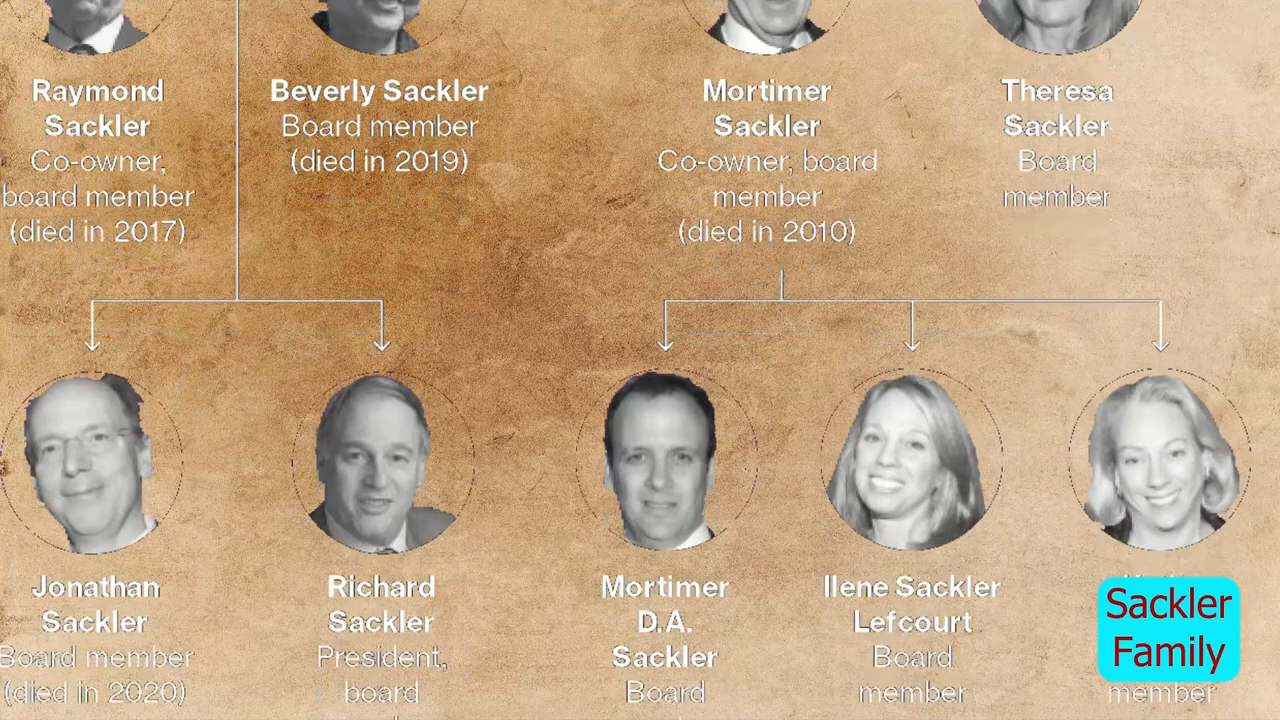 Raymond
Sackler
Co-owner,
board member
(died in 2017)
Beverly Sackler
Board member
(died in 2019)
Mortimer
Sackler
Co-owner, board
member
(died in 2010)
Theresa
Sackler
Board
member
Jonathan
Sackler
Board member
(died in 2020)
Richard
Sackler
President,
board
Mortimer
D.A.
Sackler
Board
Ilene Sackler
Lefcourt
Board
member
Sackler
Family
member